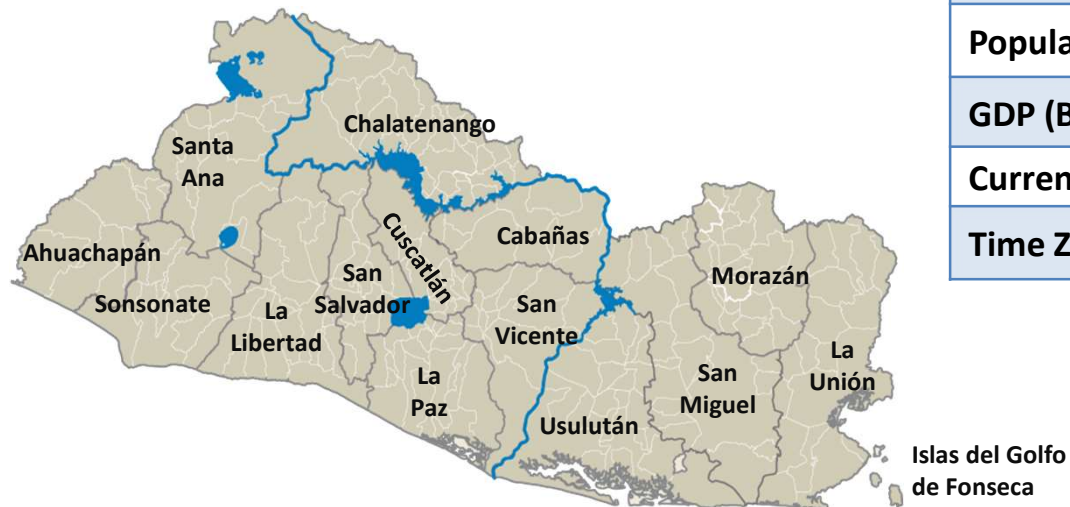 Popula
GDP (B
Curren
Time Z
Chalatenango
Santa
Ana
Cuscatlán
Cabañas
Ahuachapán
Morazán
San
Salvador
Sonsonate
La
Libertad
San
Vicente
La
Unión
La
Paz
San
Miguel
Usulután
Islas del Golfo
de Fonseca